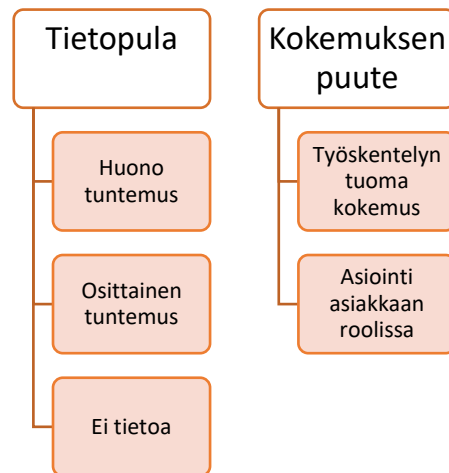 Tietopula
Huono
tuntemus
Osittainen
tuntemus
Ei tietoa
Kokemuksen
puute
Työskentelyn
tuoma
kokemus
Asiointi
asiakkaan
roolissa